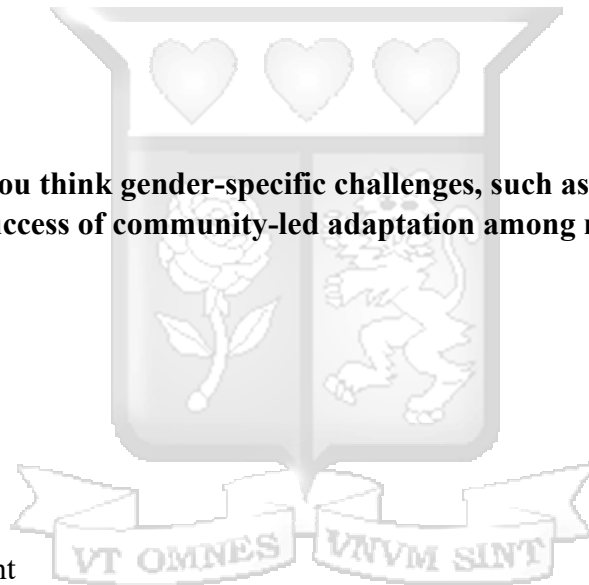 ou think gender-specific challenges, such as
ccess of community-led adaptation among
VT OMNES VNVM SINT
nt